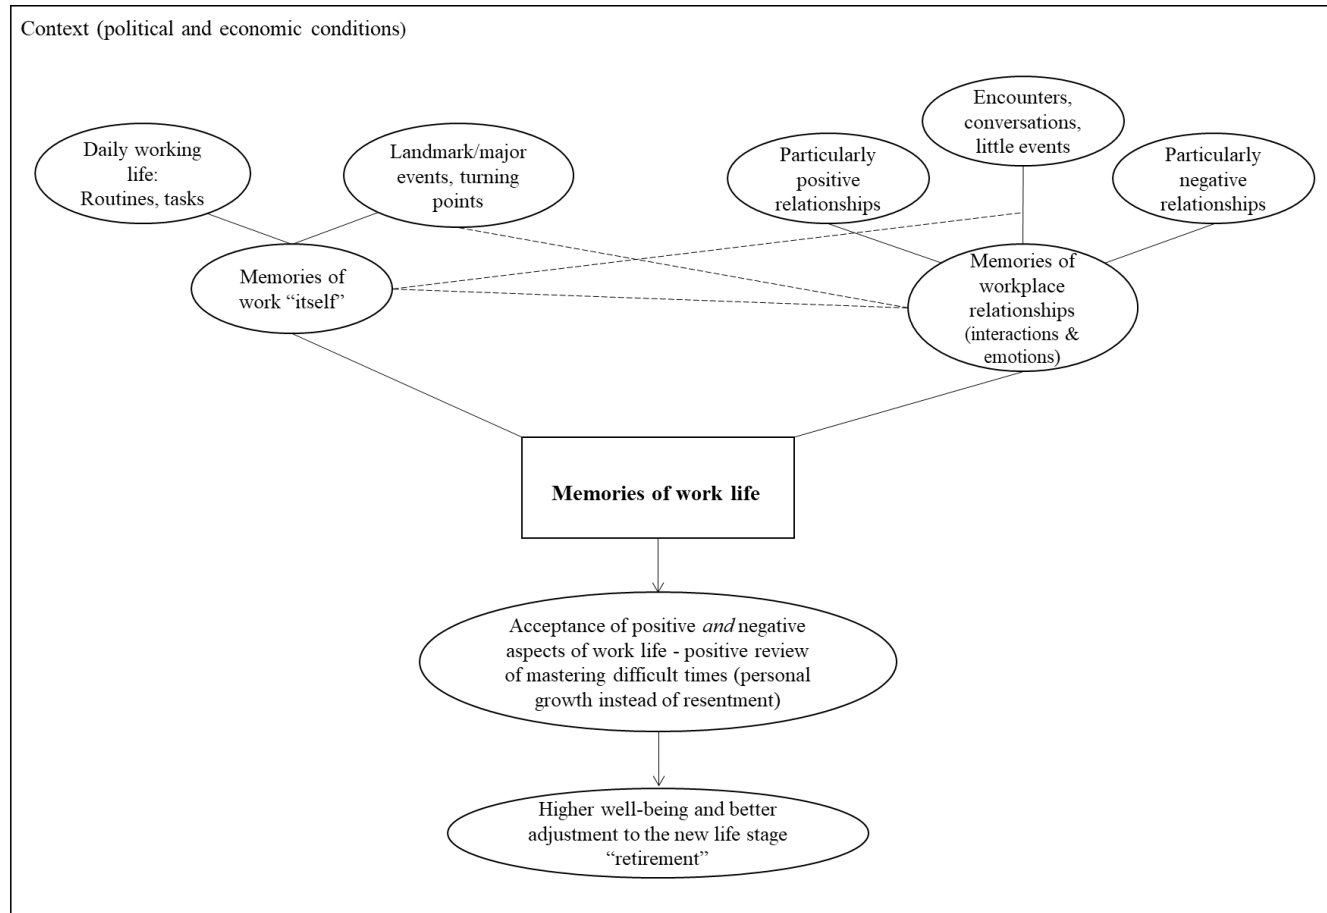 Context (political and economic conditions)
Daily working
life:
Routines, tasks
Landmark/major
events, turning
points
Encounters,
conversations,
little events
Particularly
positive
relationships
Particularly
negative
relationships
Memories of
work “itself”
Memories of
workplace
relationships
(interactions &
emotions)
Memories of work life
Acceptance of positive and negative
aspects of work life - positive review
of mastering difficult times (personal
growth instead of resentment)
Higher well-being and better
adjustment to the new life stage
“retirement”